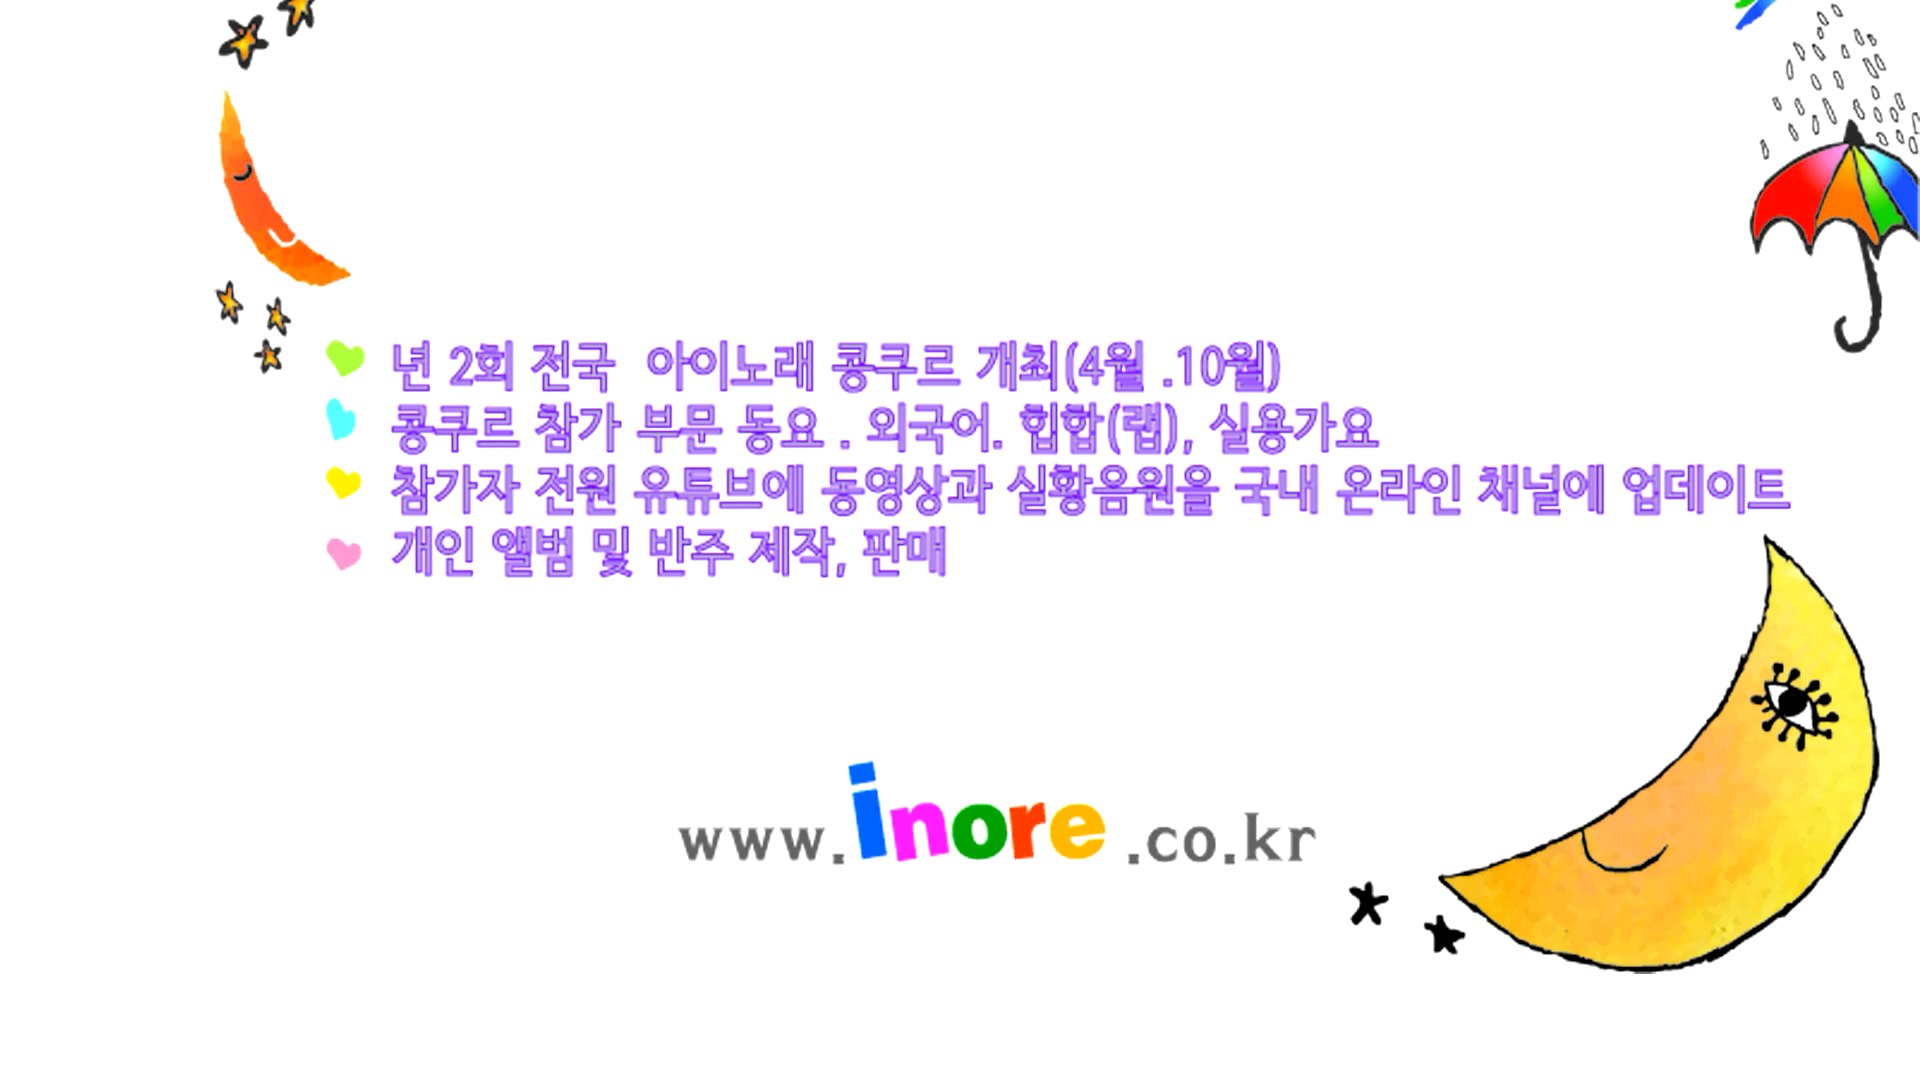 년 2회 전국 아이노래 콩쿠르 개최(4월 .10월)
콩쿠르 참가 부문 동요 . 외국어. 힙합(랩), 실용가요
참가자 전원 유튜브에 동영상과 실황음원을 국내 온라인 채널에 업데이트
개인 앨범 및 반주 제작, 판매
www.inore.co.kr